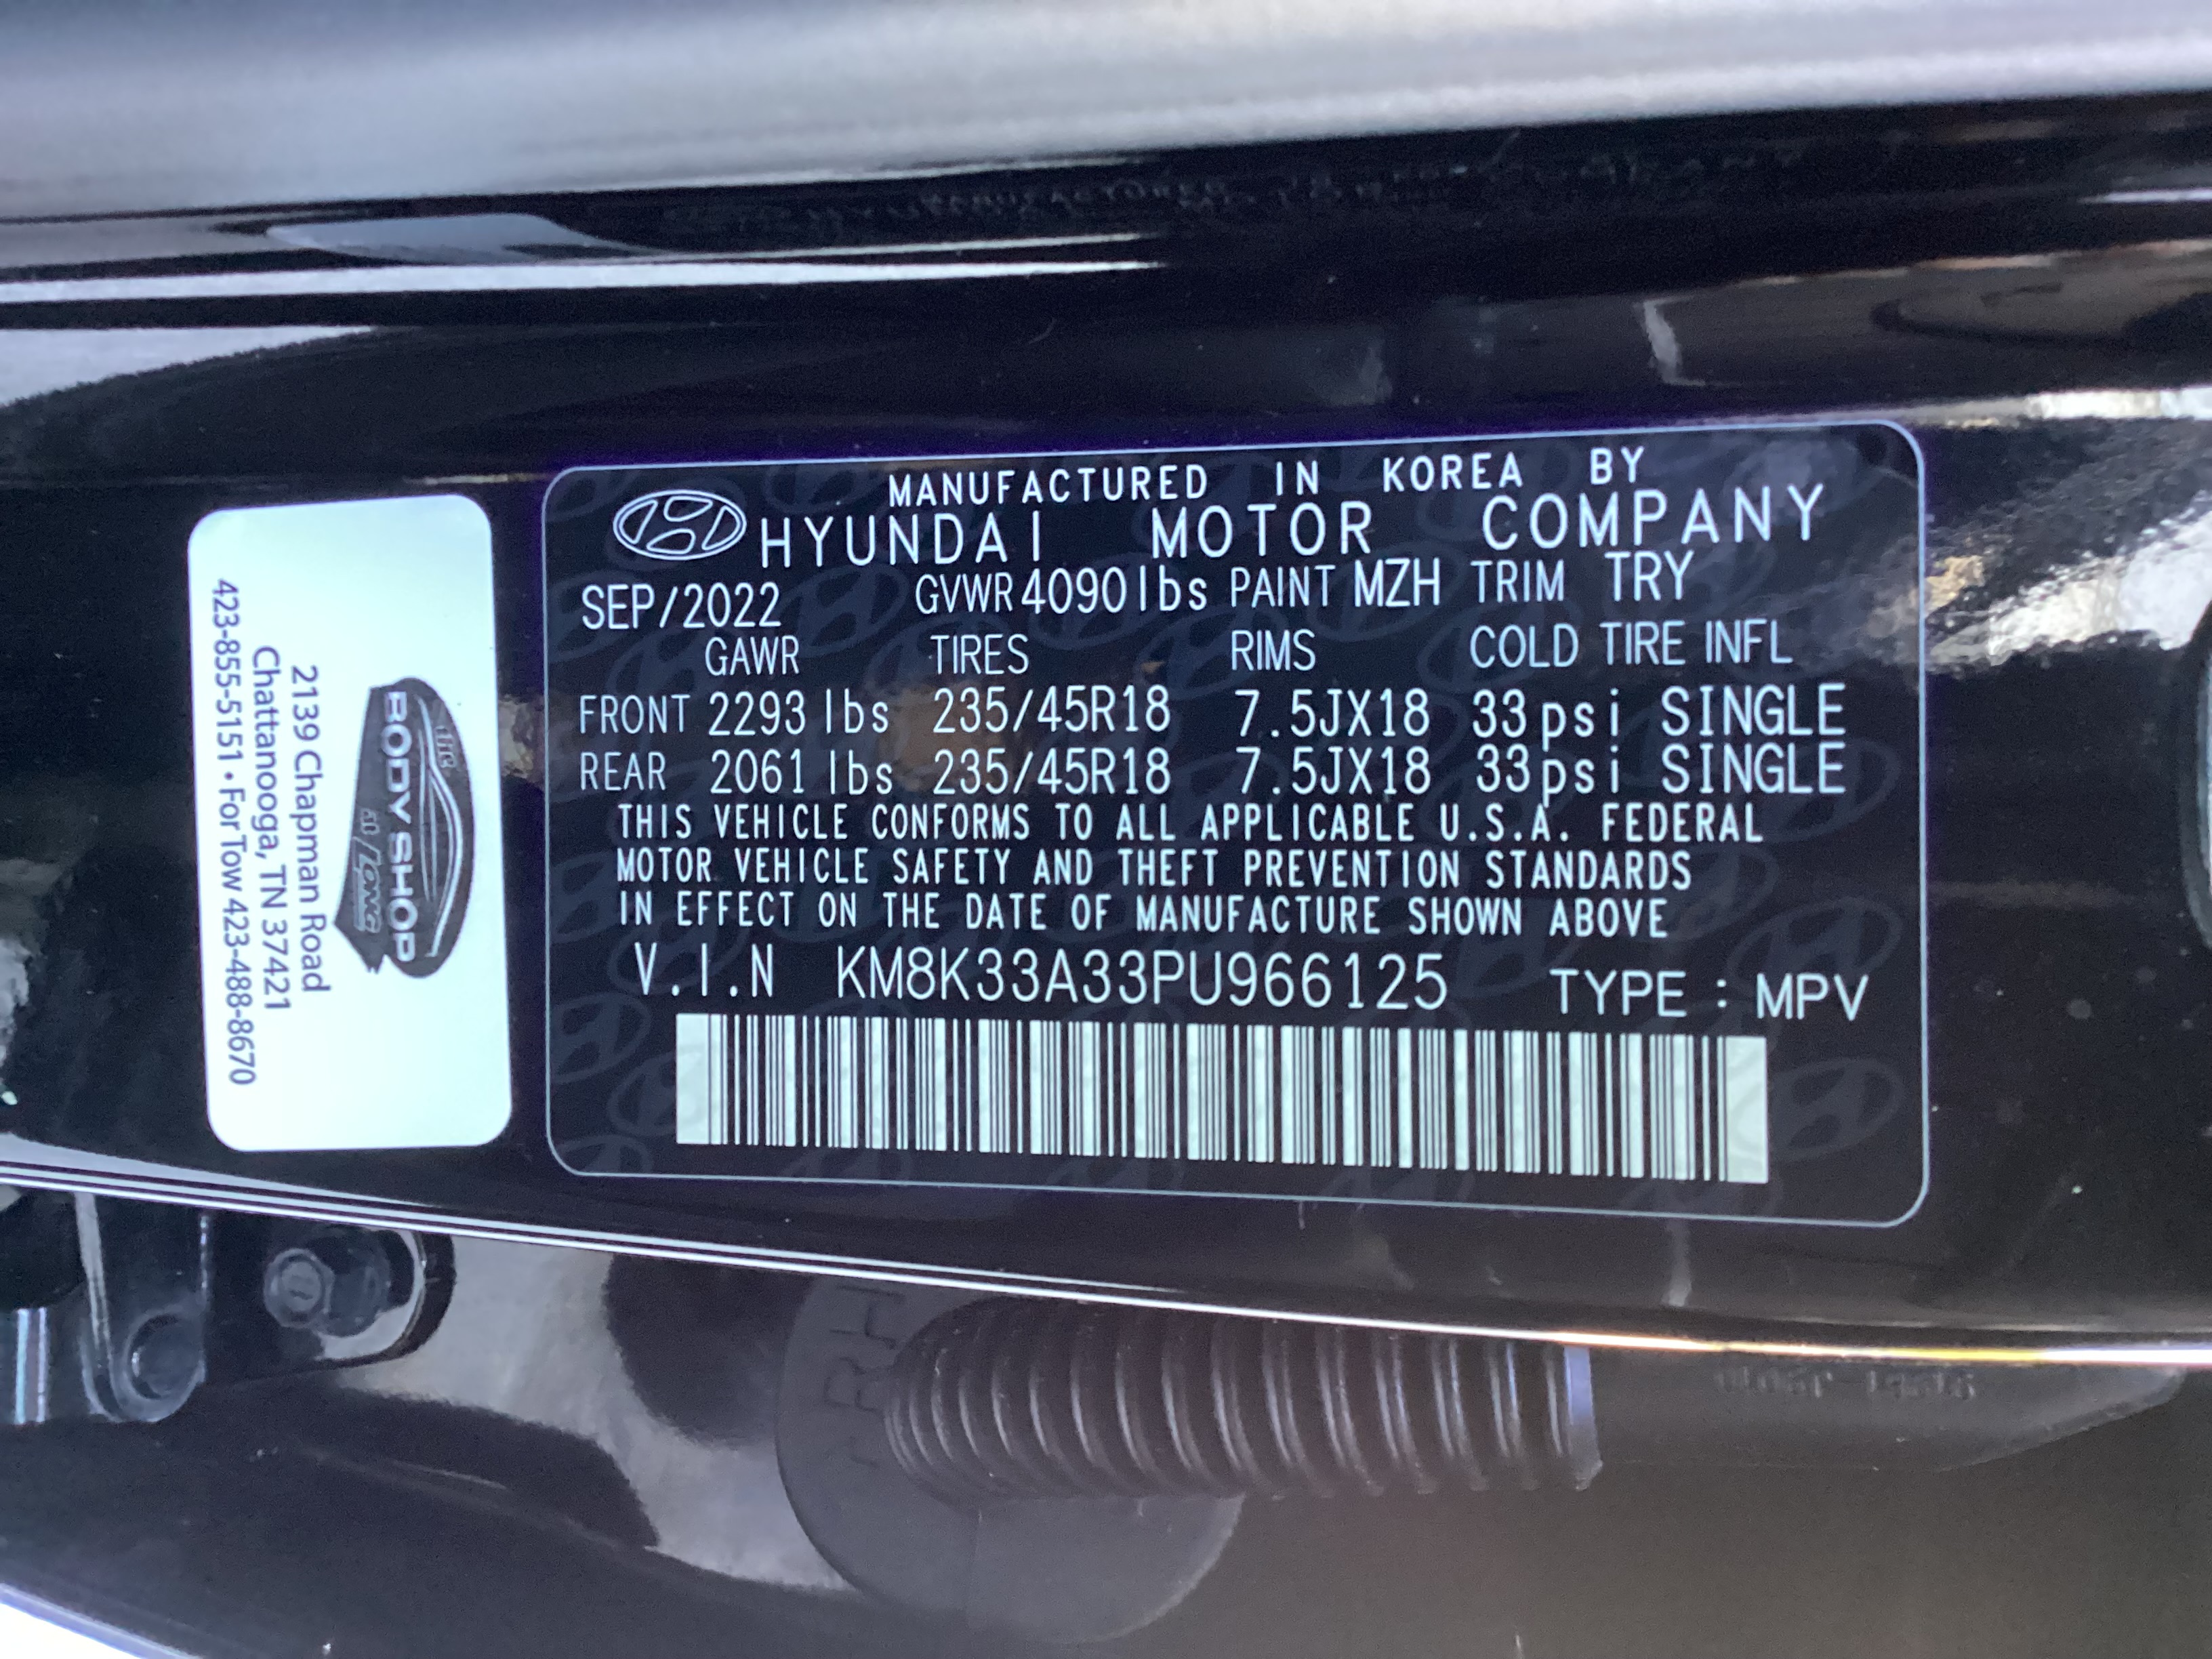 MANUFACTURED IN KOREA BY
HYUNDAI MOTOR COMPANY
SEP/2022 GVWR 4090 lbs PAINT MZH TRIM TRY
GAWR TIRES RIMS COLD TIRE INFL
FRONT 2293 lbs 235/45R18 7.5JX18 33psi SINGLE
REAR 2061 lbs 235/45R18 7.5JX18 33psi SINGLE
THIS VEHICLE CONFORMS TO ALL APPLICABLE U.S.A. FEDERAL
MOTOR VEHICLE SAFETY AND THEFT PREVENTION STANDARDS
IN EFFECT ON THE DATE OF MANUFACTURE SHOWN ABOVE
V.I.N KM8K33A33PU966125 TYPE : MPV
the
BODY SHOP
at Long
2139 Chapman Road
Chattanooga, TN 37421
423-855-5151 • For Tow 423-488-8670